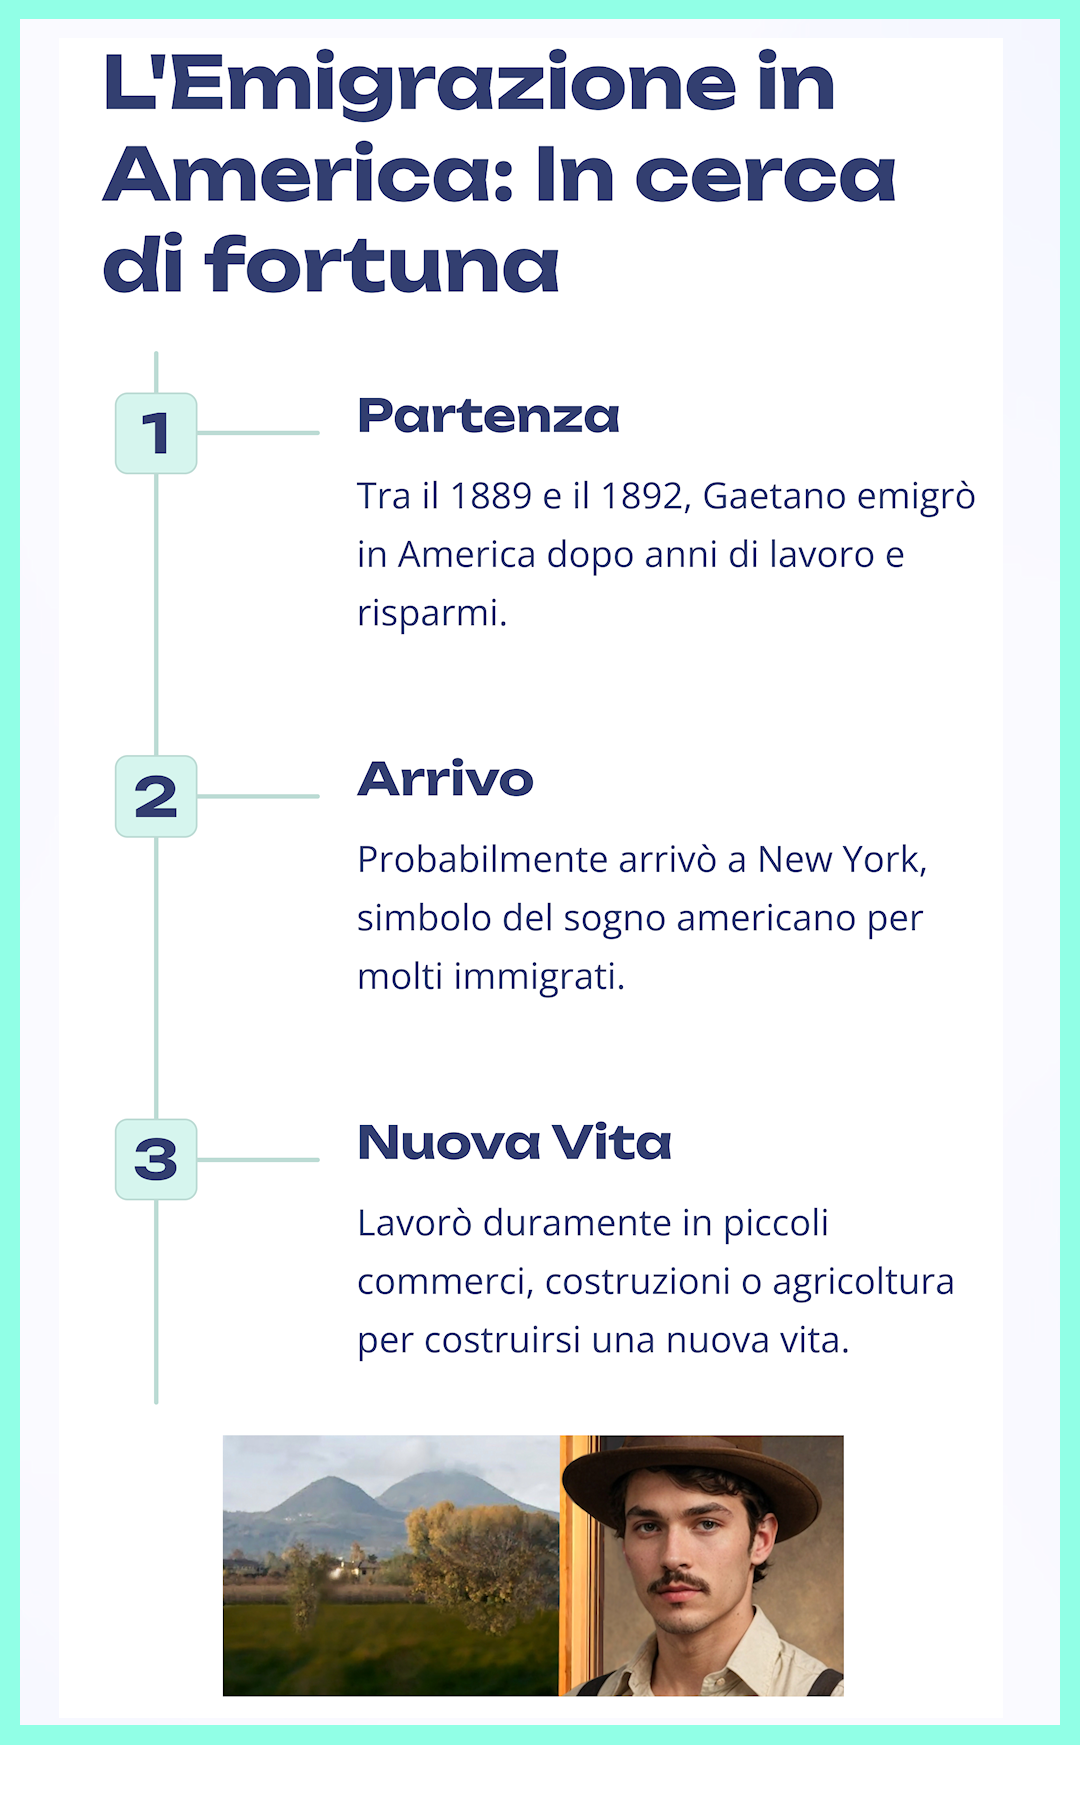 L'Emigrazione in
America: In cerca
di fortuna
1
Partenza
Tra il 1889 e il 1892, Gaetano emigrò
in America dopo anni di lavoro e
risparmi.
2
Arrivo
Probabilmente arrivò a New York,
simbolo del sogno americano per
molti immigrati.
3
Nuova Vita
Lavorò duramente in piccoli
commerci, costruzioni o agricoltura
per costruirsi una nuova vita.